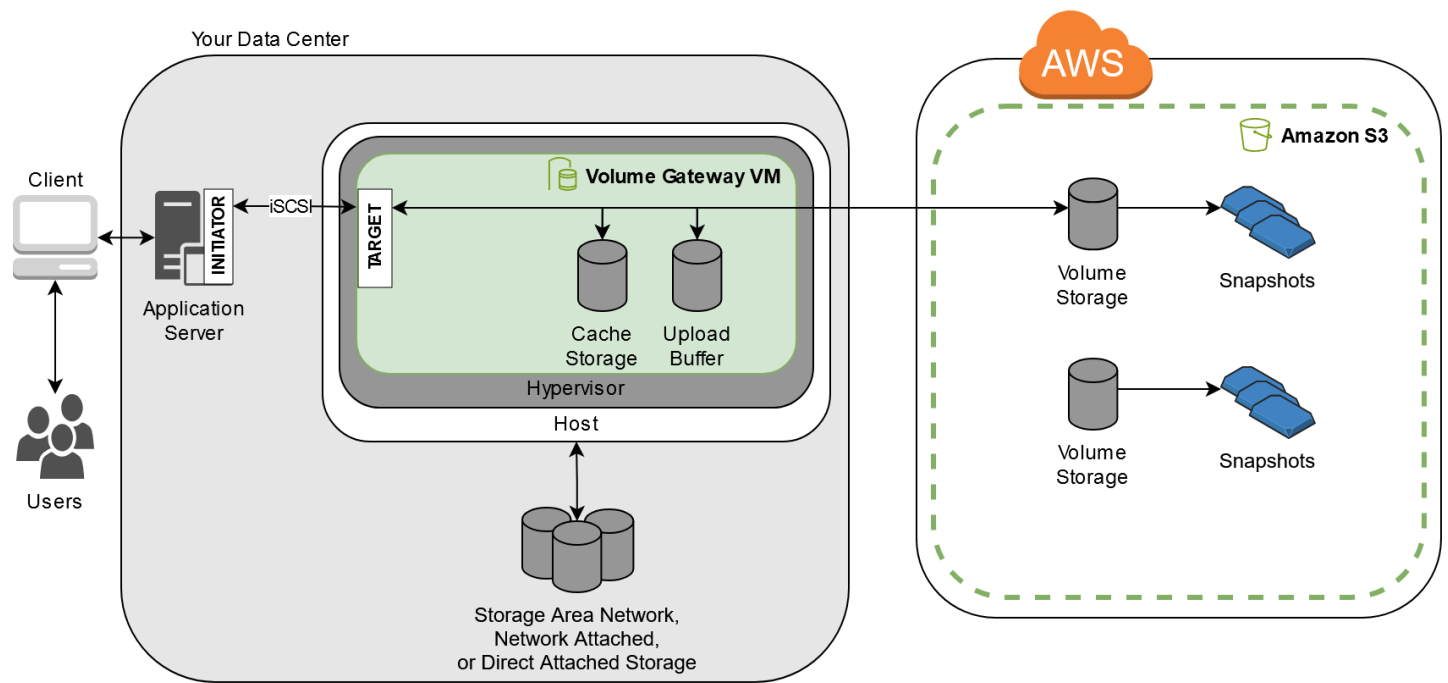 Your Data Center
AWS
Amazon S3
Client
INITIATOR
iSCSI
TARGET
Volume Gateway VM
Application
Server
Cache
Storage
Upload
Buffer
Hypervisor
Host
Volume
Storage
Snapshots
Volume
Storage
Snapshots
Users
Storage Area Network,
Network Attached,
or Direct Attached Storage